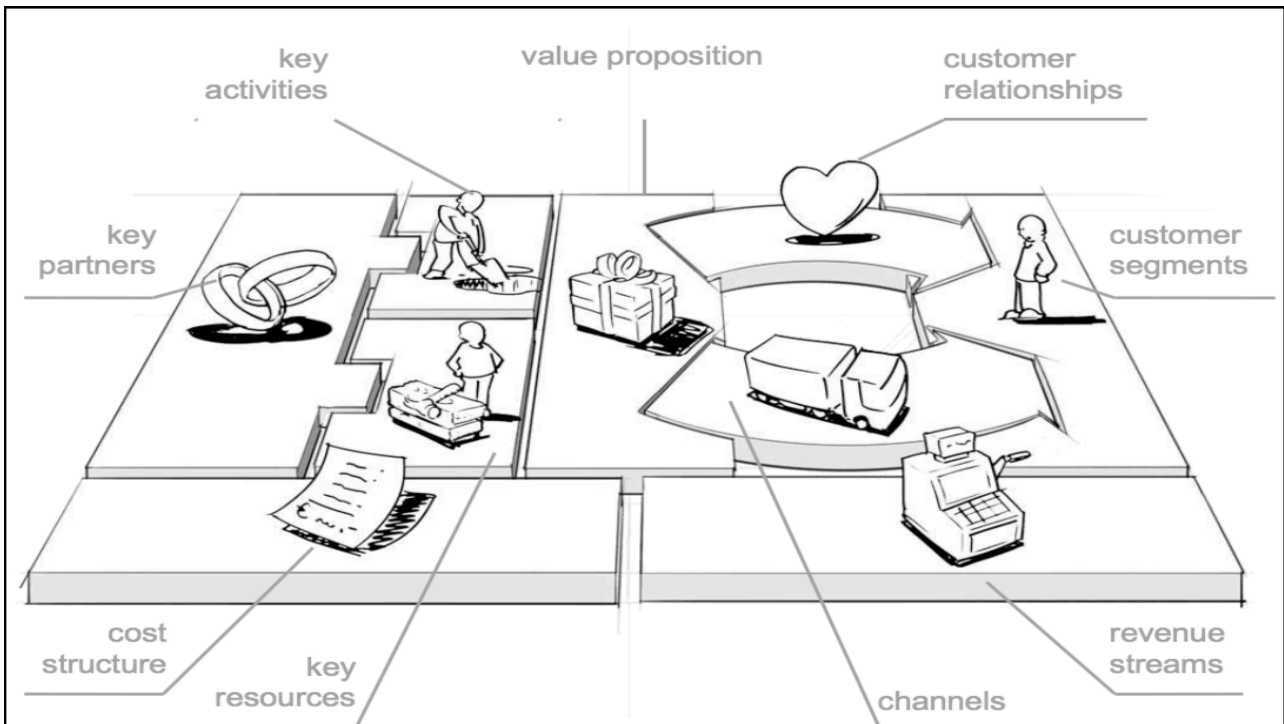 key
activities
value proposition
customer
relationships
key
partners
customer
segments
cost
structure
key
resources
channels
revenue
streams